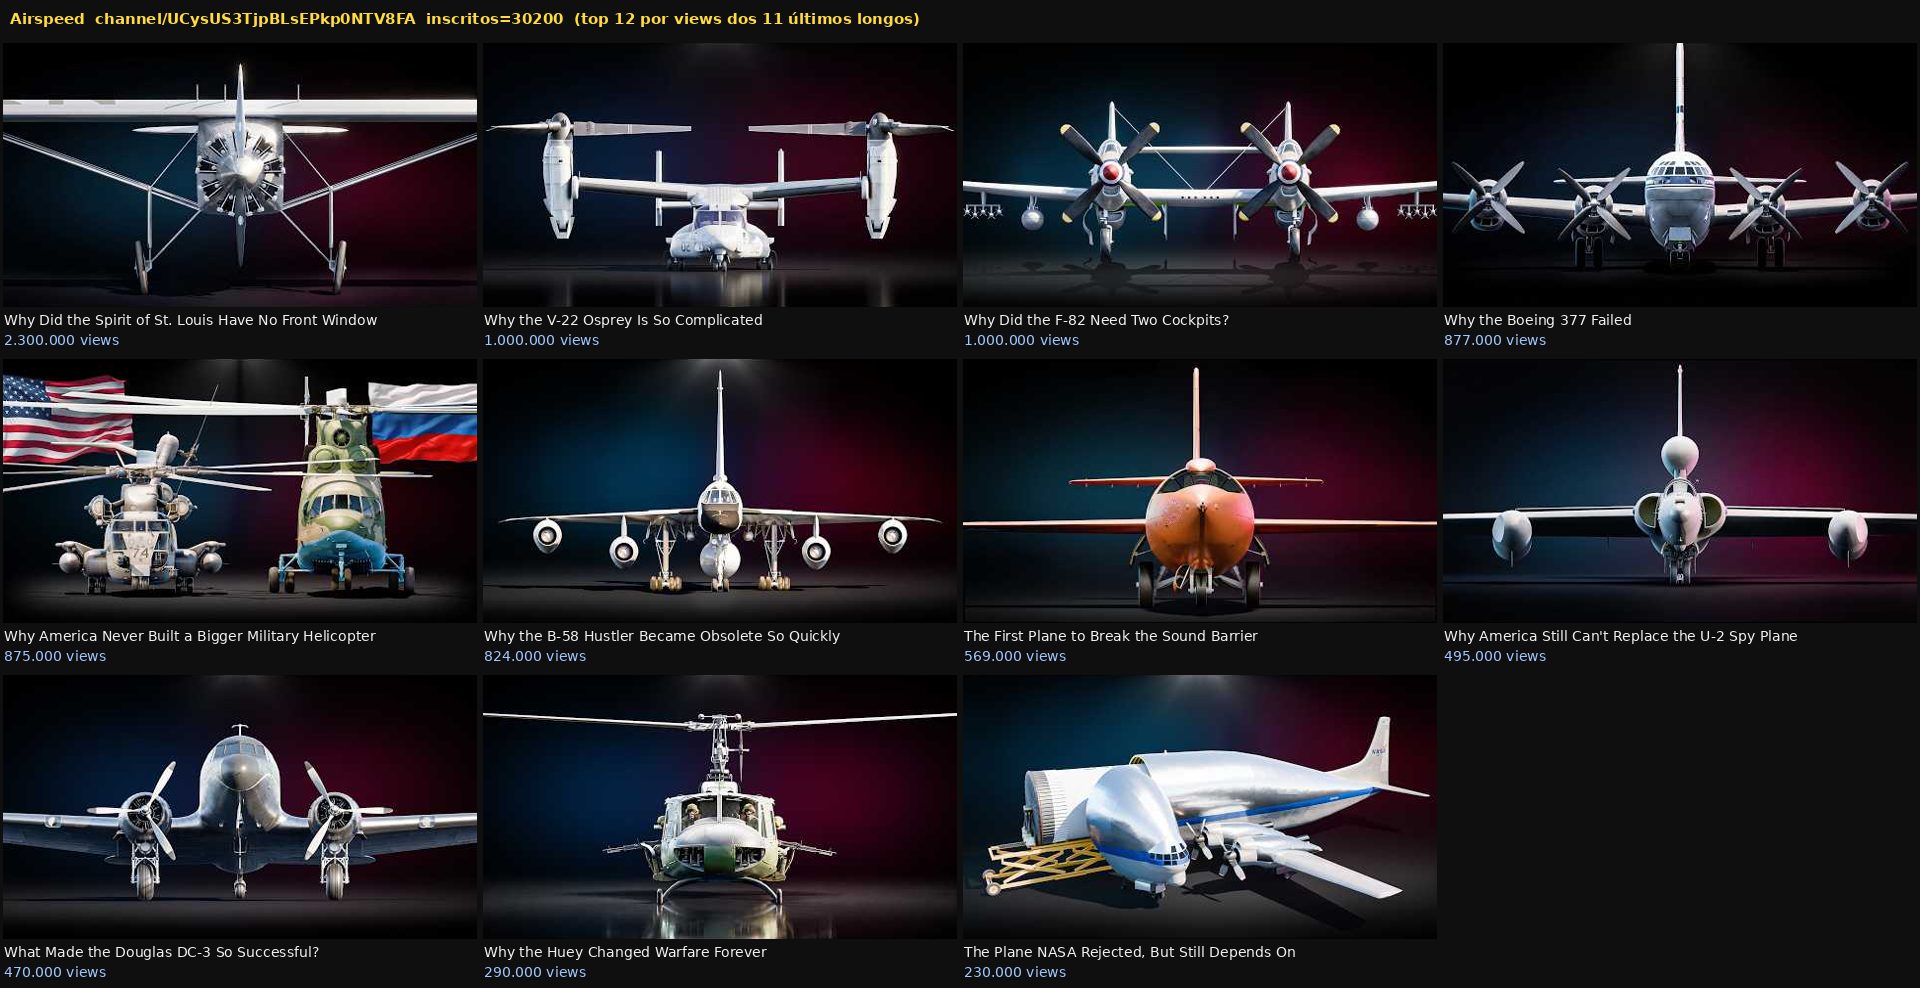 Airspeed channel/UCysUS3TjpBLsEPkp0NTV8FA inscritos=30200 (top 12 por views dos 11 últimos longos)
Why Did the Spirit of St. Louis Have No Front Window
2.300.000 views
Why the V-22 Osprey Is So Complicated
1.000.000 views
Why Did the F-82 Need Two Cockpits?
1.000.000 views
Why the Boeing 377 Failed
877.000 views
74
Why America Never Built a Bigger Military Helicopter
875.000 views
Why the B-58 Hustler Became Obsolete So Quickly
824.000 views
The First Plane to Break the Sound Barrier
569.000 views
Why America Still Can't Replace the U-2 Spy Plane
495.000 views
What Made the Douglas DC-3 So Successful?
470.000 views
Why the Huey Changed Warfare Forever
290.000 views
NASA
The Plane NASA Rejected, But Still Depends On
230.000 views